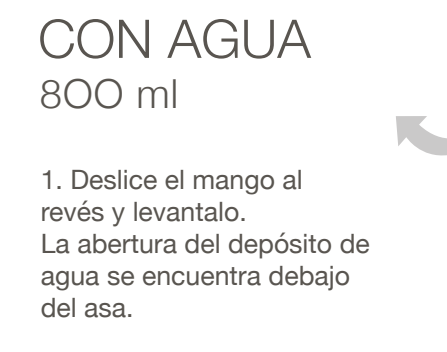 CON AGUA
800 ml
1. Deslice el mango al
revés y levantalo.
La abertura del depósito de
agua se encuentra debajo
del asa.